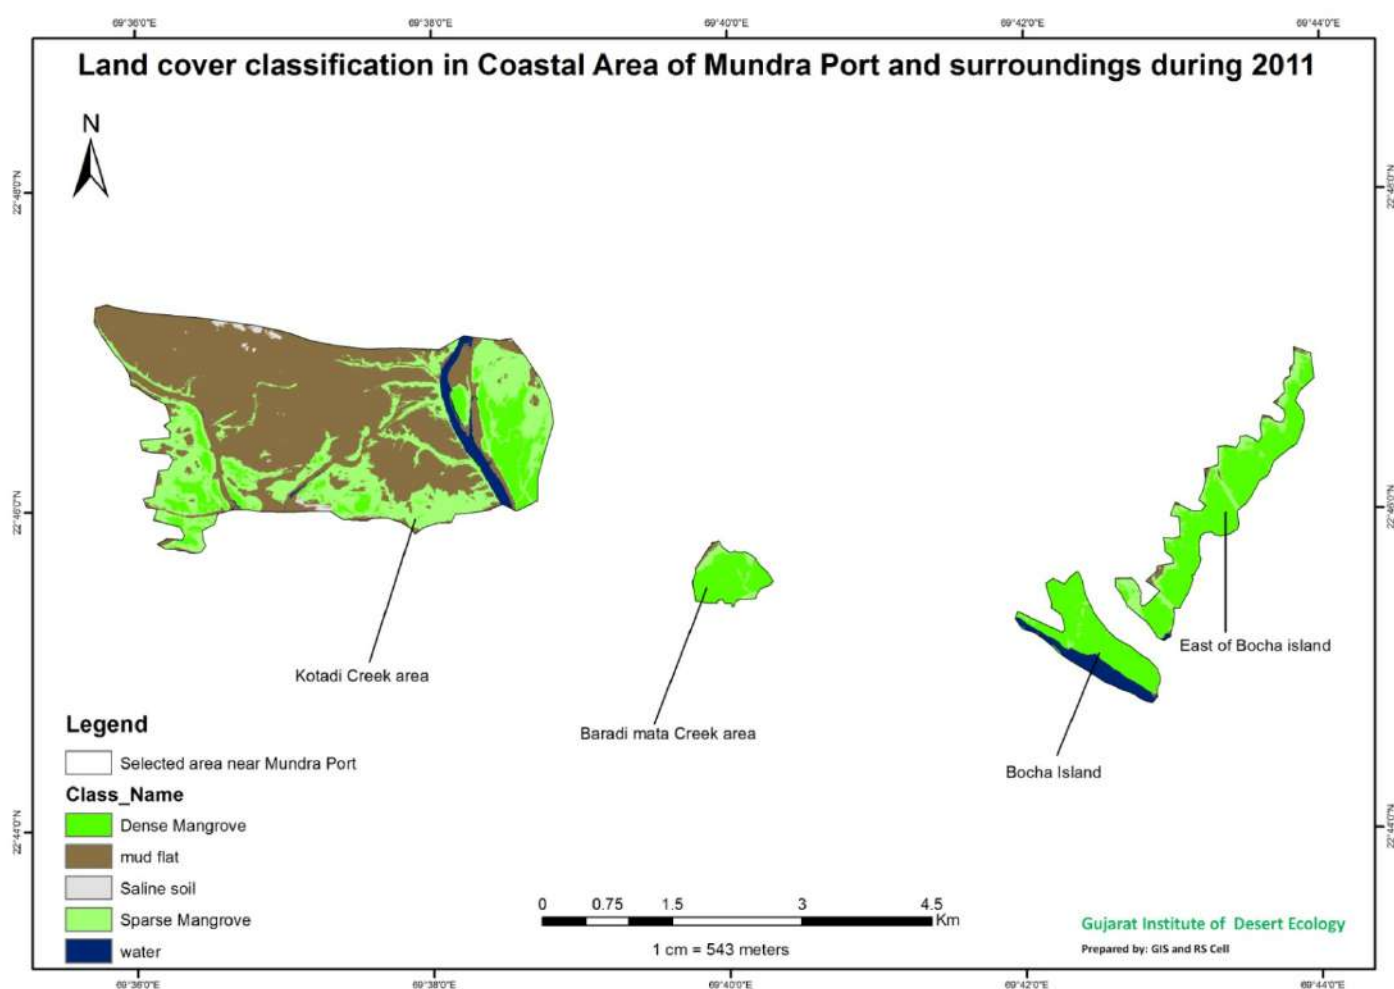 69°36'0"E 69°38'0"E 69°40'0"E 69°42'0"E 69°44'0"E
Land cover classification in Coastal Area of Mundra Port and surroundings during 2011
N
22°48'0"N 22°48'0"N
22°46'0"N 22°46'0"N
East of Bocha island
Kotadi Creek area
Baradi mata Creek area
Bocha Island
Legend
Selected area near Mundra Port
Class_Name
Dense Mangrove
mud flat
Saline soil
Sparse Mangrove
water
22°44'0"N 22°44'0"N
0 0.75 1.5 3 4.5
Km
1 cm = 543 meters
Gujarat Institute of Desert Ecology
Prepared by: GIS and RS Cell
69°36'0"E 69°38'0"E 69°40'0"E 69°42'0"E 69°44'0"E